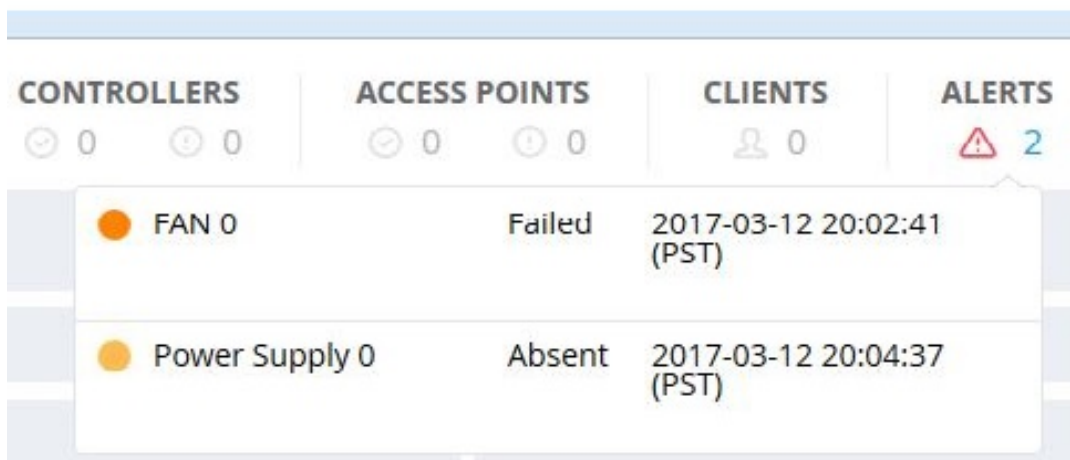 CONTROLLERS ACCESS POINTS CLIENTS ALERTS
0 0 0 0 0 2
FAN 0 Failed 2017-03-12 20:02:41
(PST)
Power Supply 0 Absent 2017-03-12 20:04:37
(PST)